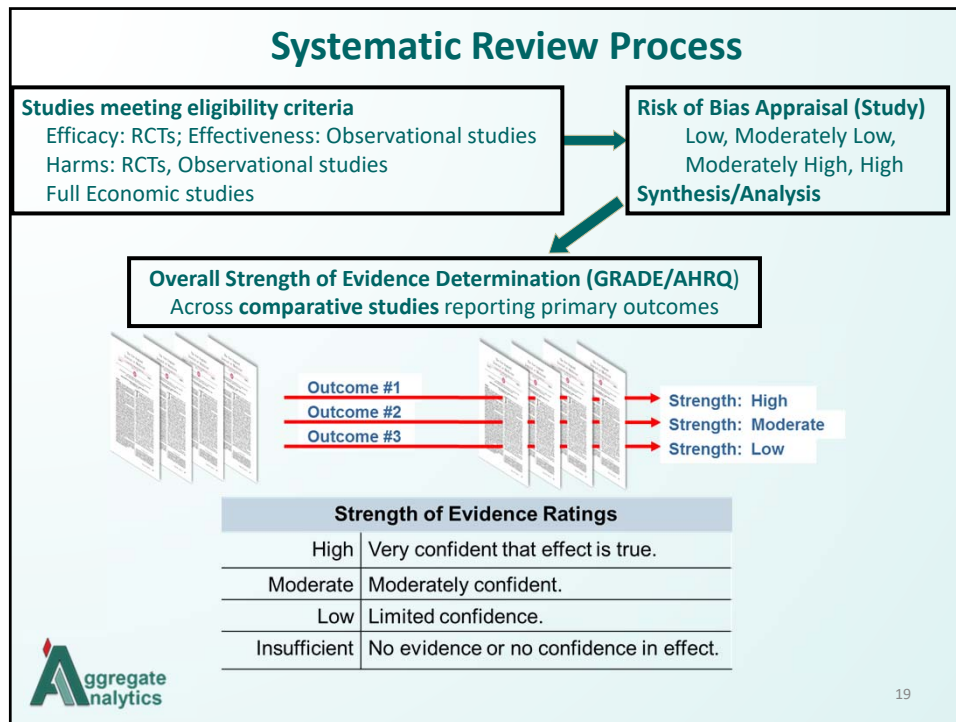 Systematic Review Process
Studies meeting eligibility criteria
Efficacy: RCTs; Effectiveness: Observational studies
Harms: RCTs, Observational studies
Full Economic studies
Risk of Bias Appraisal (Study)
Low, Moderately Low,
Moderately High, High
Synthesis/Analysis
Overall Strength of Evidence Determination (GRADE/AHRQ)
Across comparative studies reporting primary outcomes
Outcome #1
Outcome #2
Outcome #3
Strength: High
Strength: Moderate
Strength: Low
Strength of Evidence Ratings
High Very confident that effect is true.
Moderate Moderately confident.
Low Limited confidence.
Insufficient No evidence or no confidence in effect.
Aggregate
Analytics
19